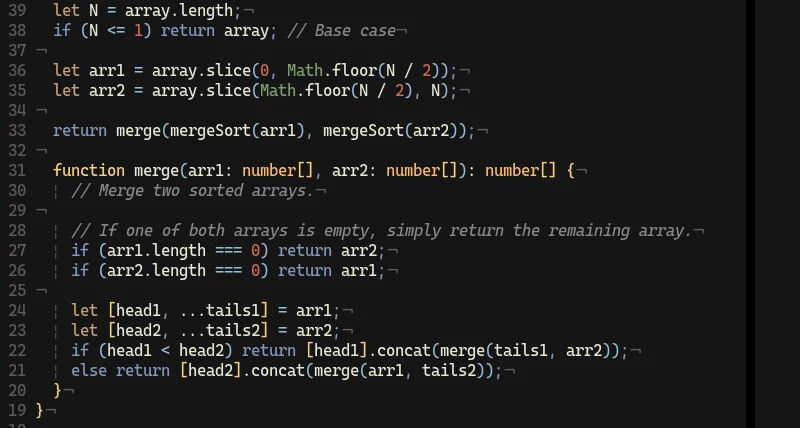 39 let N = array.length;¬
38 if (N <= 1) return array; // Base case¬
37 ¬
36 let arr1 = array.slice(0, Math.floor(N / 2));¬
35 let arr2 = array.slice(Math.floor(N / 2), N);¬
34 ¬
33 return merge(mergeSort(arr1), mergeSort(arr2));¬
32 ¬
31 function merge(arr1: number[], arr2: number[]): number[] {¬
30 ¦ // Merge two sorted arrays.¬
29 ¬
28 ¦ // If one of both arrays is empty, simply return the remaining array.¬
27 ¦ if (arr1.length === 0) return arr2;¬
26 ¦ if (arr2.length === 0) return arr1;¬
25 ¬
24 ¦ let [head1, ...tails1] = arr1;¬
23 ¦ let [head2, ...tails2] = arr2;¬
22 ¦ if (head1 < head2) return [head1].concat(merge(tails1, arr2));¬
21 ¦ else return [head2].concat(merge(arr1, tails2));¬
20 }¬
19 }¬